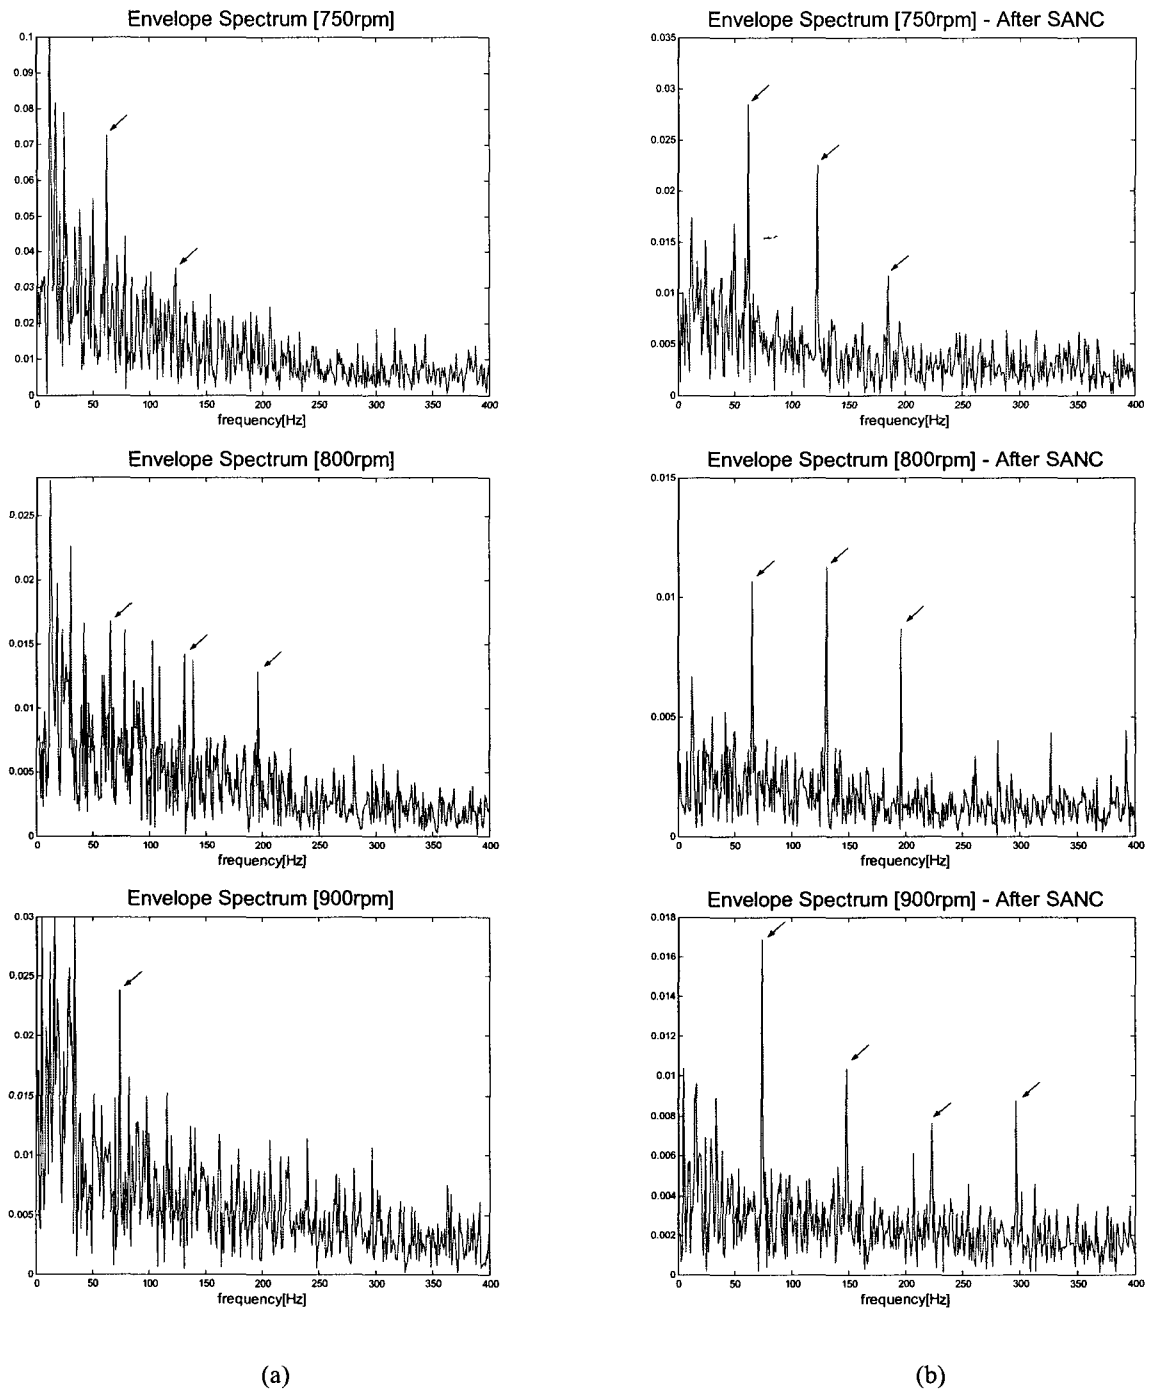 Envelope Spectrum [750rpm]
0.1
0.09
0.08
0.07
0.06
0.05
0.04
0.03
0.02
0.01
0
0 50 100 150 200 250 300 350 400
frequency[Hz]
Envelope Spectrum [750rpm] - After SANC
0.035
0.03
0.025
0.02
0.015
0.01
0.005
0
0 50 100 150 200 250 300 350 400
frequency[Hz]
Envelope Spectrum [800rpm]
0.025
0.02
0.015
0.01
0.005
0
0 50 100 150 200 250 300 350 400
frequency[Hz]
Envelope Spectrum [800rpm] - After SANC
0.015
0.01
0.005
0
0 50 100 150 200 250 300 350 400
frequency[Hz]
Envelope Spectrum [900rpm]
0.03
0.025
0.02
0.015
0.01
0.005
0
0 50 100 150 200 250 300 350 400
frequency[Hz]
Envelope Spectrum [900rpm] - After SANC
0.018
0.016
0.014
0.012
0.01
0.008
0.006
0.004
0.002
0
0 50 100 150 200 250 300 350 400
frequency[Hz]
(a)
(b)